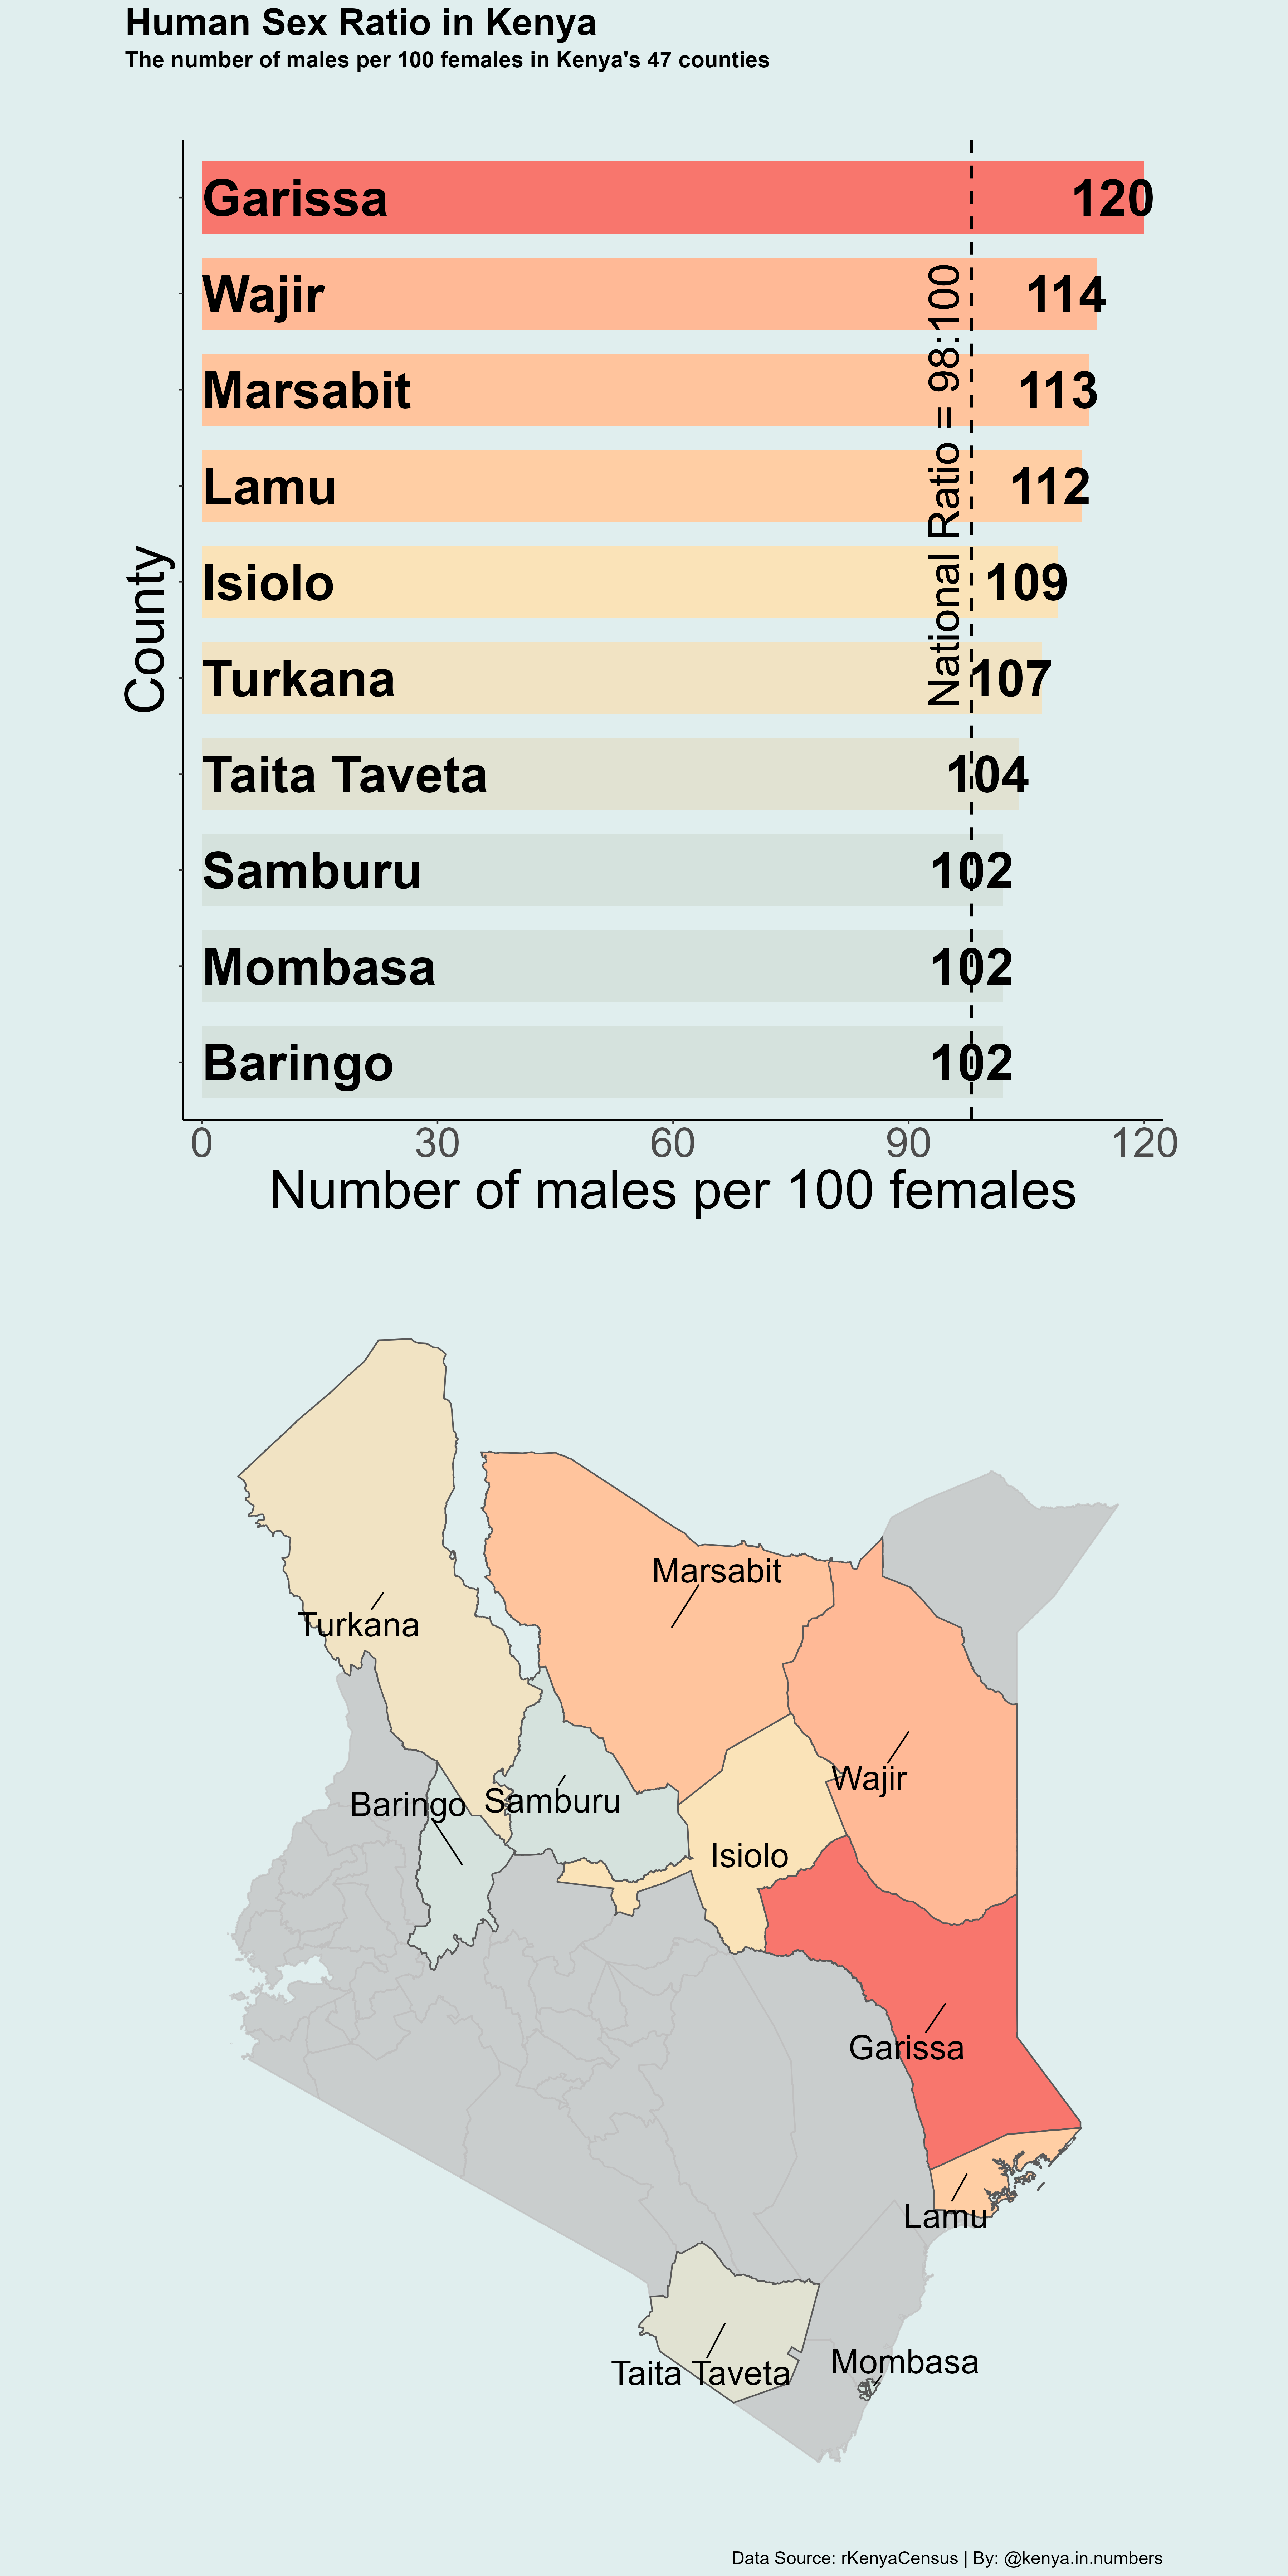 Human Sex Ratio in Kenya
The number of males per 100 females in Kenya's 47 counties
County
Garissa 120
Wajir 114
Marsabit 113
Lamu 112
Isiolo 109
Turkana 107
Taita Taveta 104
Samburu 102
Mombasa 102
Baringo 102
National Ratio = 98:100
0 30 60 90 120
Number of males per 100 females
Marsabit
Turkana
Wajir
Baringo
Samburu
Isiolo
Garissa
Lamu
Mombasa
Taita Taveta
Data Source: rKenyaCensus | By: @kenya.in.numbers